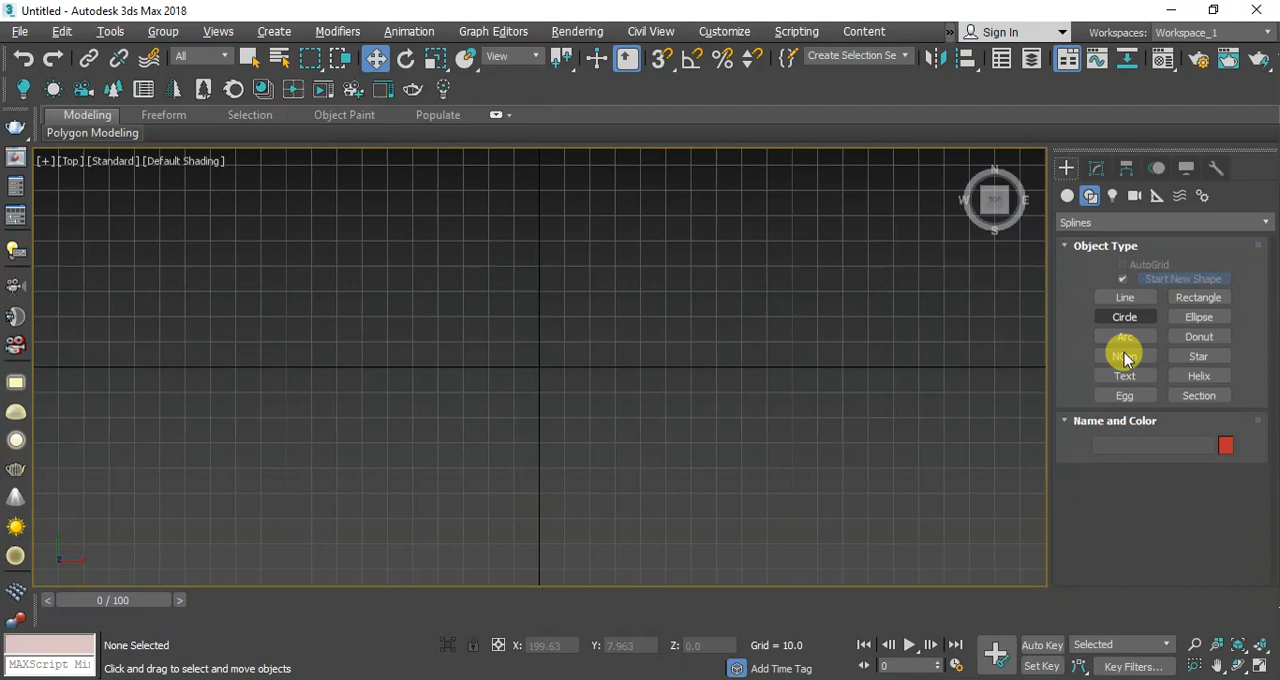 Untitled - Autodesk 3ds Max 2018
File Edit Tools Group Views Create Modifiers Animation Graph Editors Rendering Civil View Customize Scripting Content » Sign In Workspaces: Workspace_1
All View Create Selection Se
Modeling Freeform Selection Object Paint Populate
Polygon Modeling
[+] [Top] [Standard] [Default Shading]
N
W TOP E
S
Splines
Object Type
AutoGrid
Start New Shape
Line Rectangle
Circle Ellipse
Arc Donut
Star
Text Helix
Egg Section
Name and Color
< 0 / 100 >
None Selected X: 199.63 Y: 7.963 Z: 0.0 Grid = 10.0 Auto Key Selected
MAXScript Mi Click and drag to select and move objects Add Time Tag 0 Set Key Key Filters...